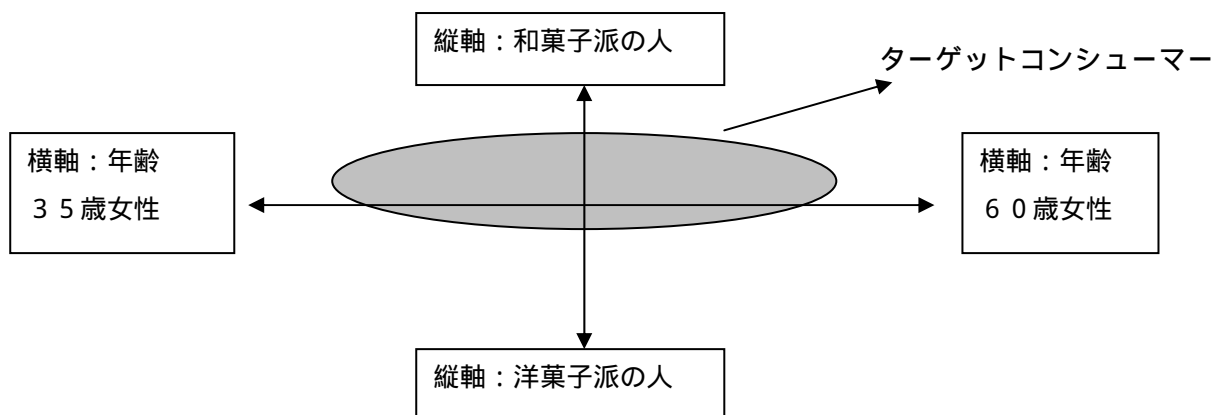 縦軸：和菓子派の人
ターゲットコンシューマー
横軸：年齢
３５歳女性
横軸：年齢
６０歳女性
縦軸：洋菓子派の人